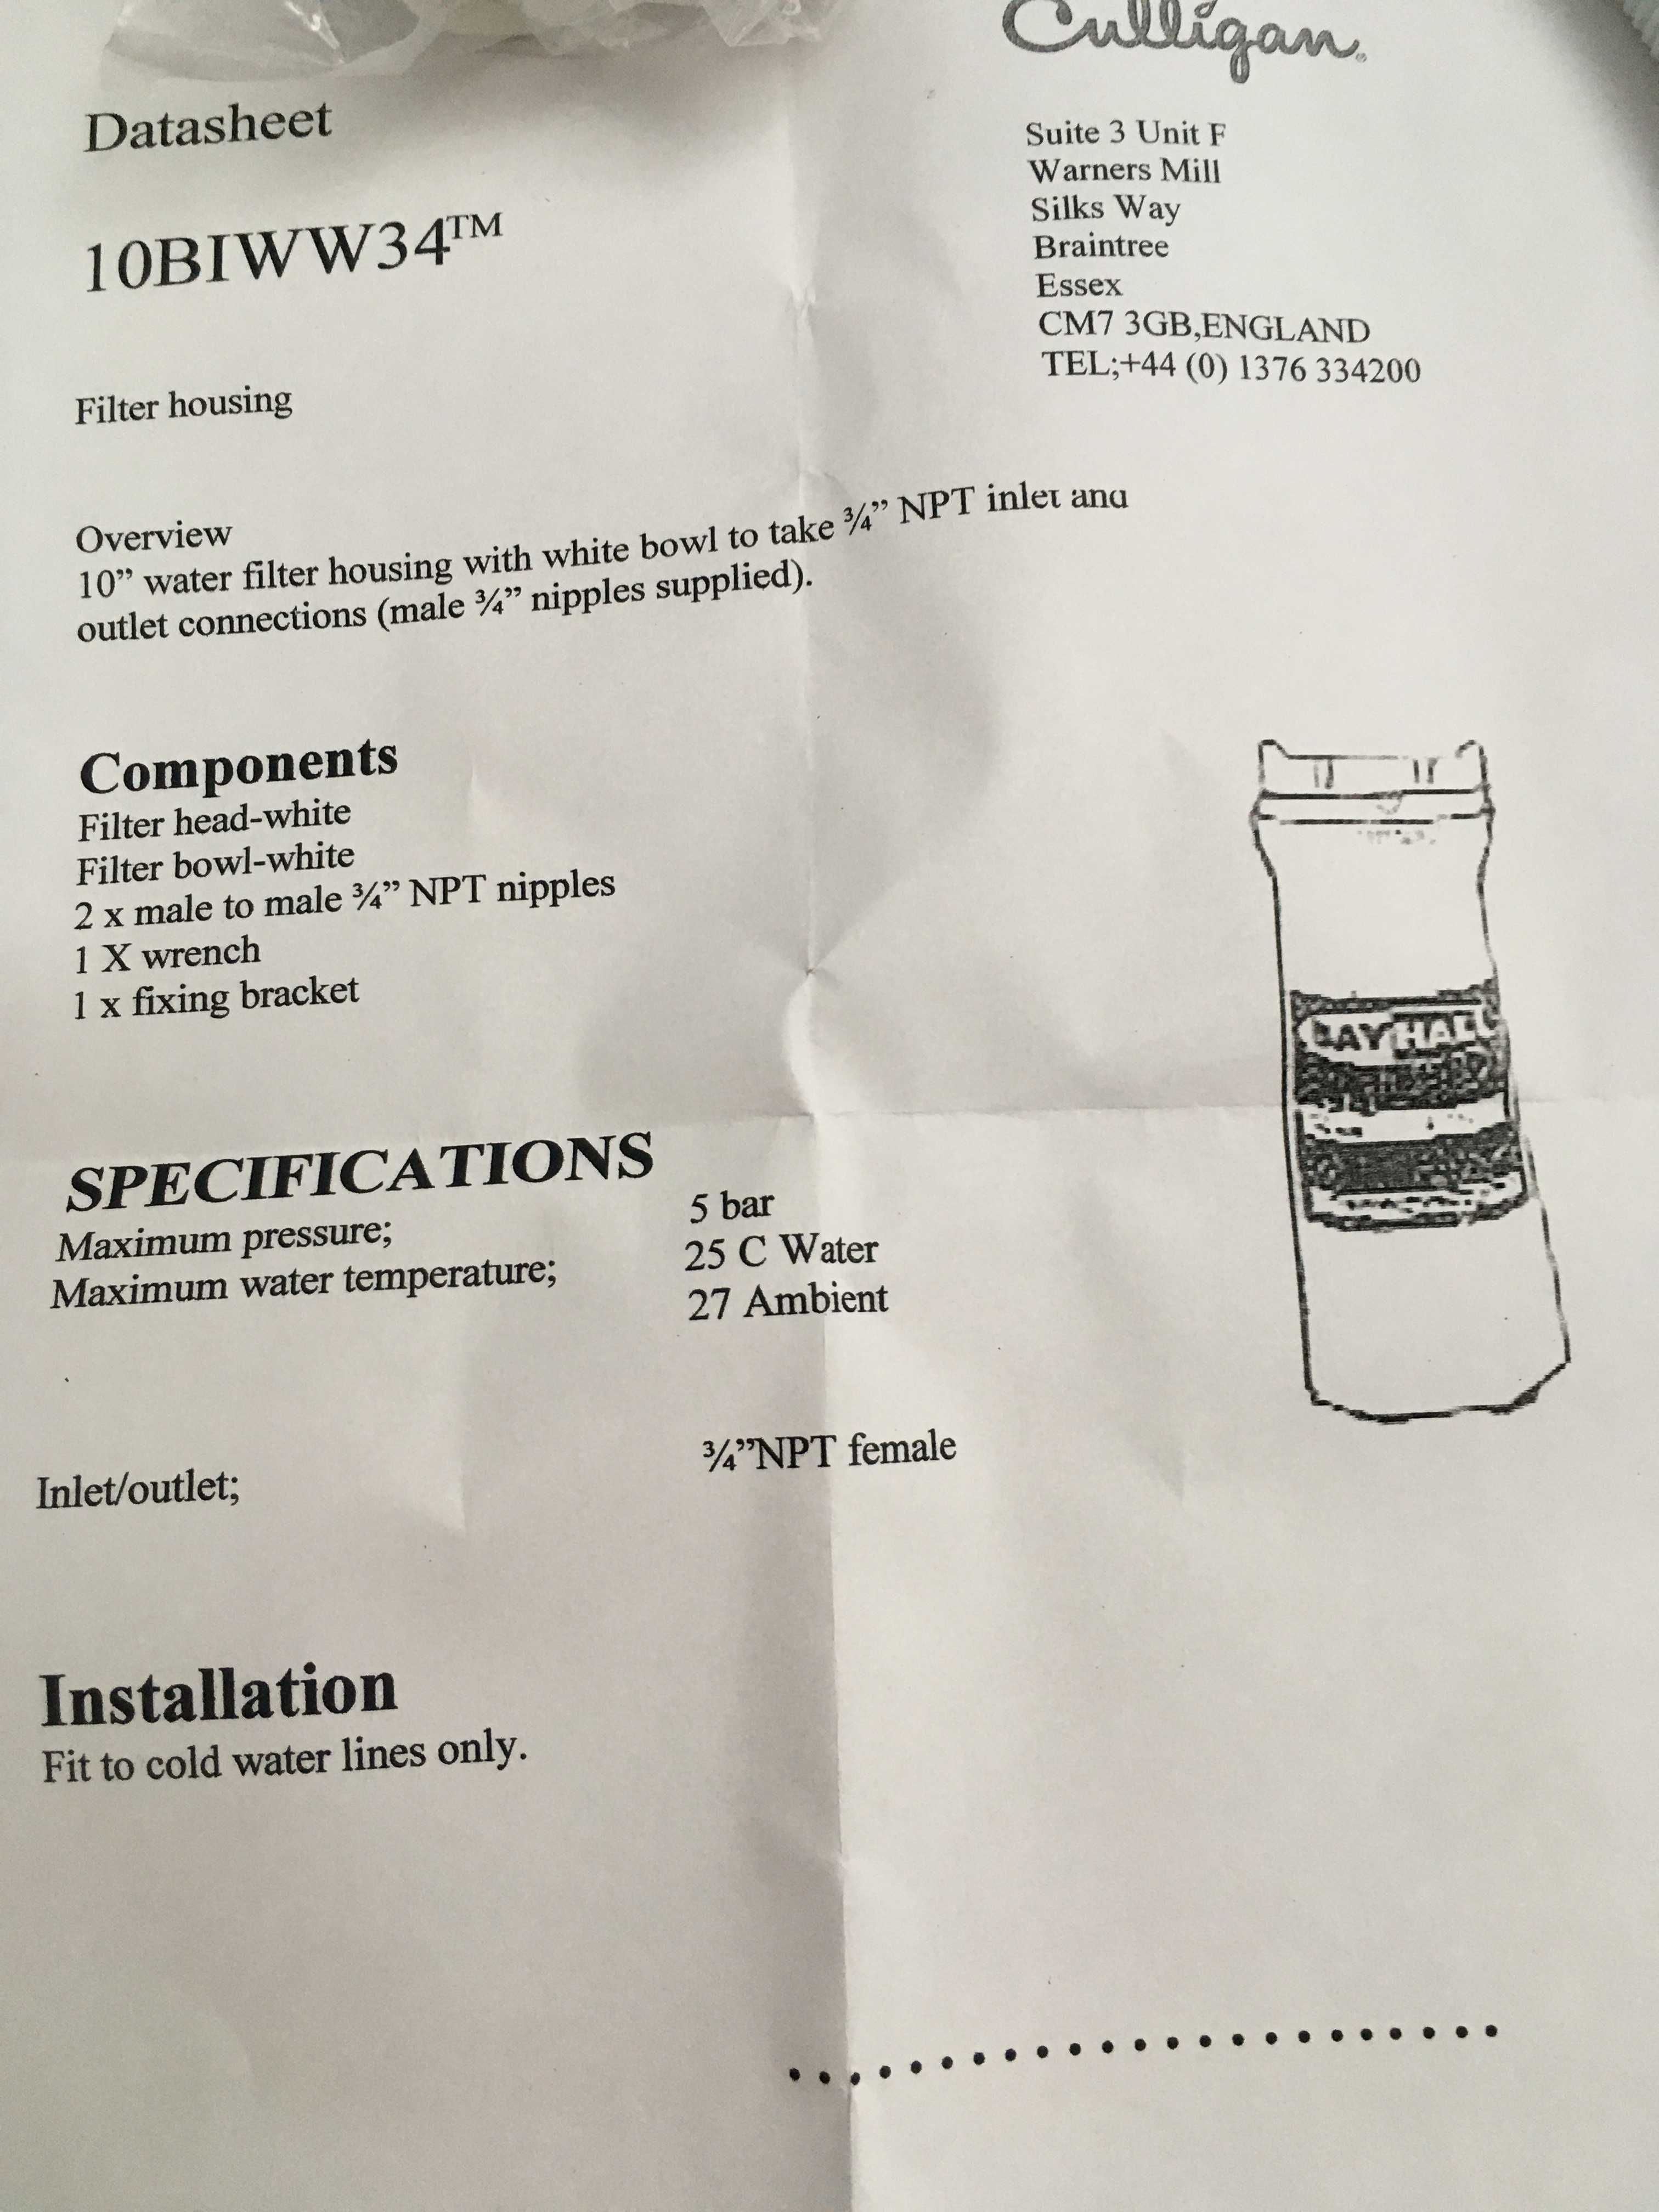 Culligan
Datasheet
10BIWW34™
Suite 3 Unit F
Warners Mill
Silks Way
Braintree
Essex
CM7 3GB,ENGLAND
TEL;+44 (0) 1376 334200
Filter housing
Overview
10” water filter housing with white bowl to take ¾” NPT inlet and
outlet connections (male ¾” nipples supplied).
Components
Filter head-white
Filter bowl-white
2 x male to male ¾” NPT nipples
1 X wrench
1 x fixing bracket
LAYHALL
SPECIFICATIONS
Maximum pressure; 5 bar
Maximum water temperature; 25 C Water
27 Ambient
Inlet/outlet; ¾”NPT female
Installation
Fit to cold water lines only.